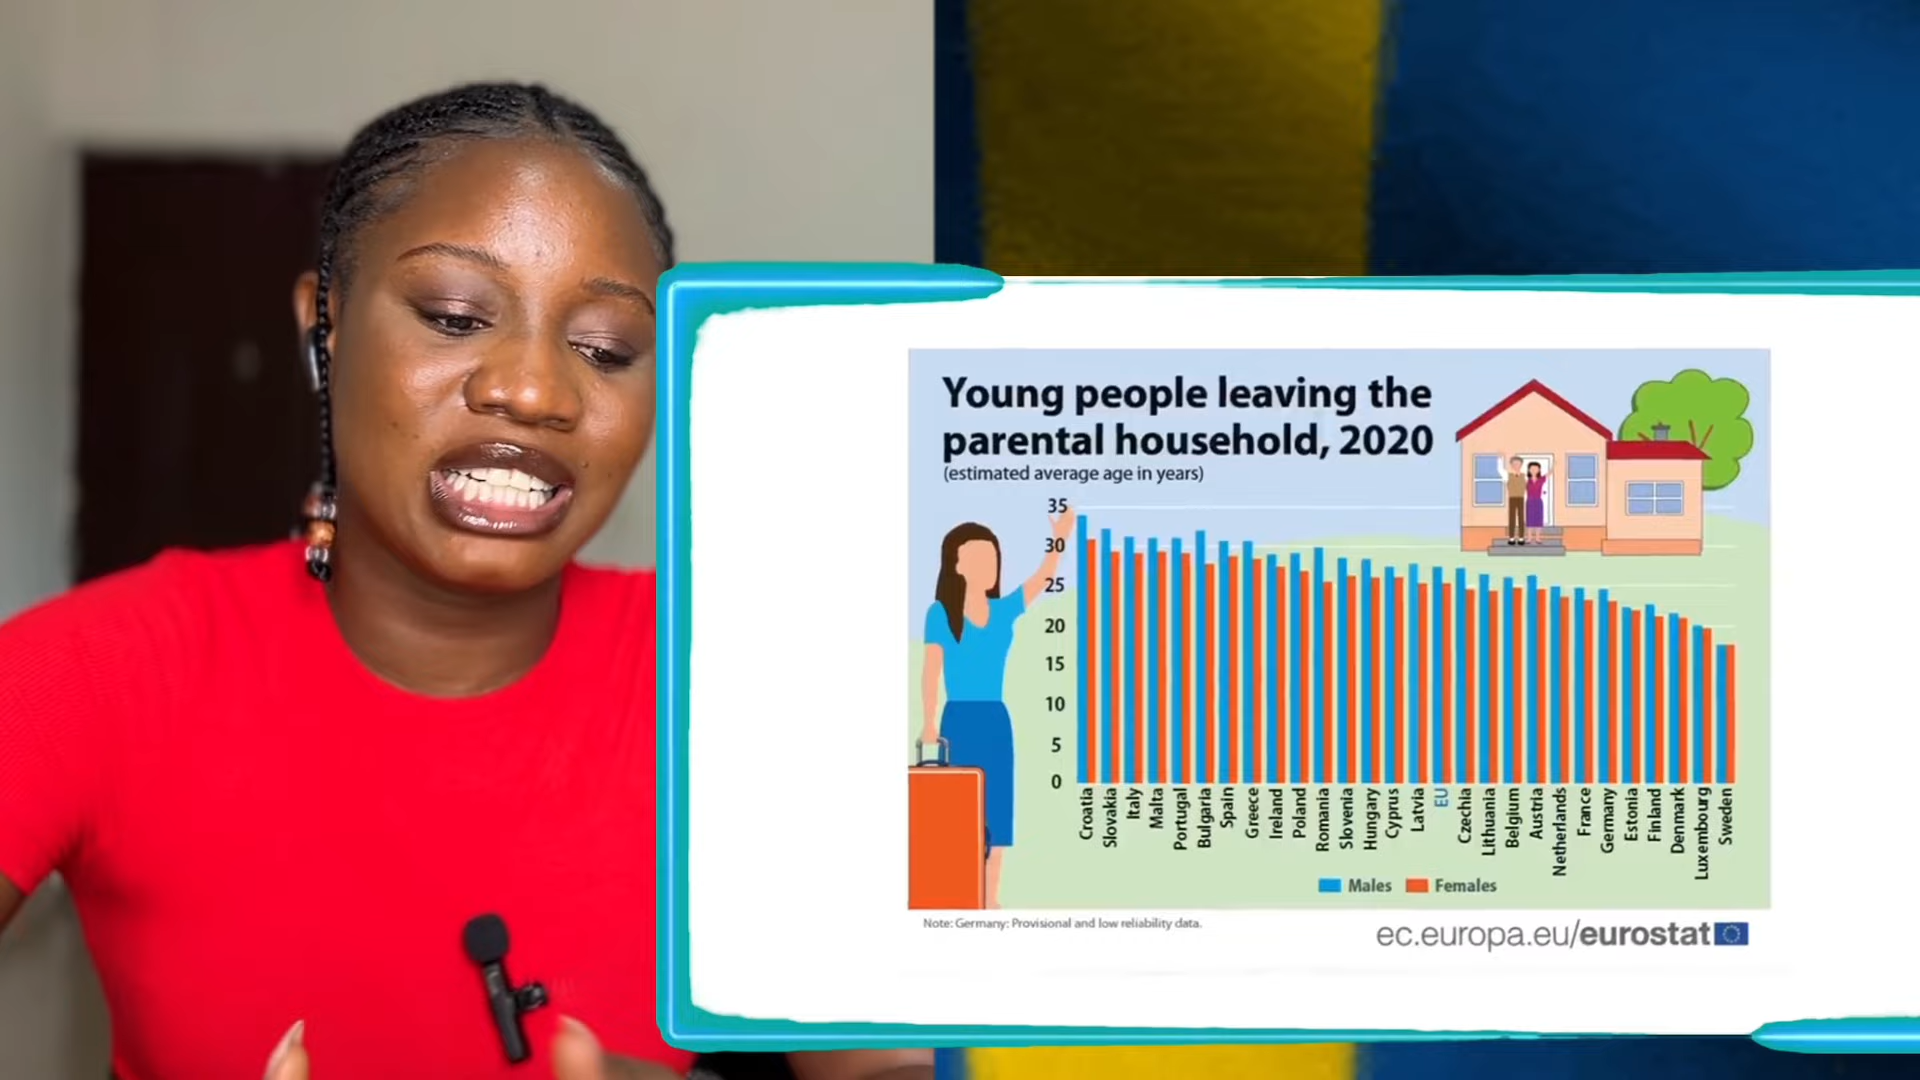 Young people leaving the
parental household, 2020
(estimated average age in years)
35
30
25
20
15
10
5
0
Croatia
Slovakia
Italy
Malta
Portugal
Bulgaria
Spain
Greece
Ireland
Poland
Romania
Slovenia
Hungary
Cyprus
Latvia
EU
Czechia
Lithuania
Belgium
Austria
Netherlands
France
Germany
Estonia
Finland
Denmark
Luxembourg
Sweden
Males Females
Note: Germany: Provisional and low reliability data.
ec.europa.eu/eurostat